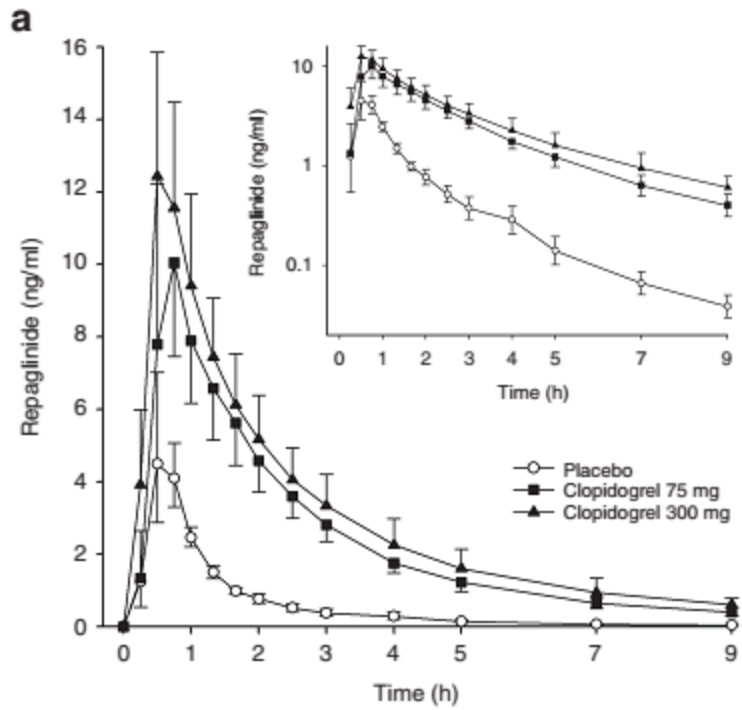 a
16
14
12
10
8
6
4
2
0
Repaglinide (ng/ml)
0 1 2 3 4 5 7 9
Time (h)
10
1
0.1
Repaglinide (ng/ml)
0 1 2 3 4 5 7 9
Time (h)
Placebo
Clopidogrel 75 mg
Clopidogrel 300 mg